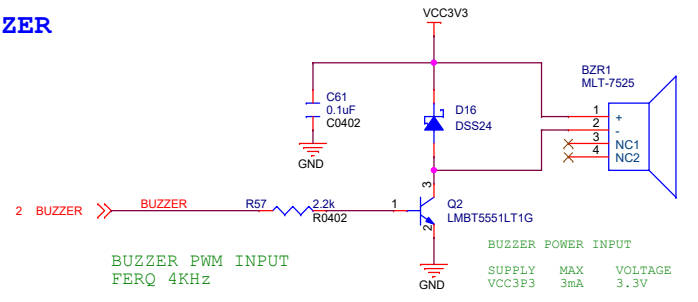 ZER
VCC3V3
BZR1
MLT-7525
C61
0.1uF
C0402
D16
DSS24
1
+
2
-
3
NC1
4
NC2
GND
3
2 BUZZER
BUZZER
R57
2.2k
R0402
1
Q2
LMBT5551LT1G
2
GND
BUZZER PWM INPUT
FERQ 4KHz
BUZZER POWER INPUT
SUPPLY MAX VOLTAGE
VCC3P3 3mA 3.3V